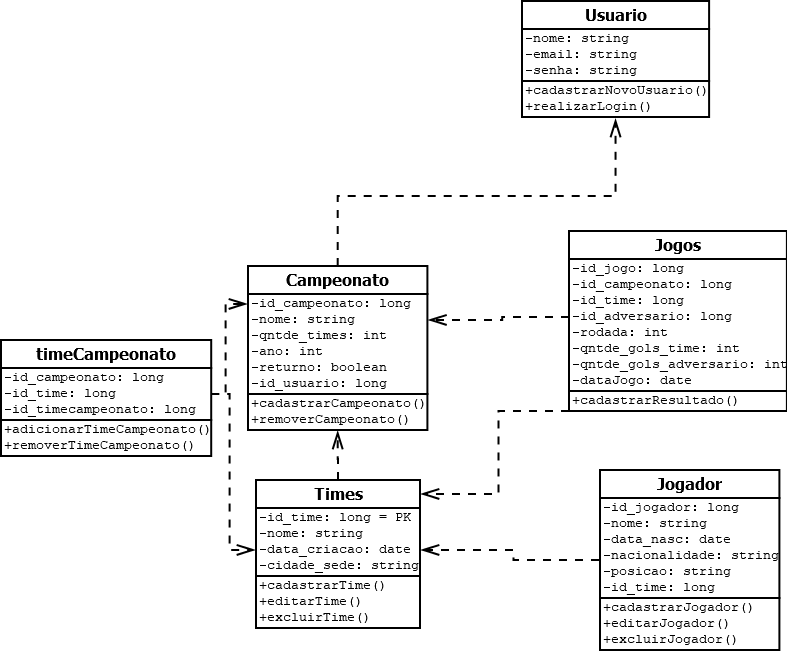 Usuario
-nome: string
-email: string
-senha: string
+cadastrarNovoUsuario()
+realizarLogin()
Jogos
-id_jogo: long
-id_campeonato: long
-id_time: long
-id_adversario: long
-rodada: int
-qntde_gols_time: int
-qntde_gols_adversario: int
-dataJogo: date
+cadastrarResultado()
Campeonato
-id_campeonato: long
-nome: string
-qntde_times: int
-ano: int
-returno: boolean
-id_usuario: long
+cadastrarCampeonato()
+removerCampeonato()
timeCampeonato
-id_campeonato: long
-id_time: long
-id_timecampeonato: long
+adicionarTimeCampeonato()
+removerTimeCampeonato()
Times
-id_time: long = PK
-nome: string
-data_criacao: date
-cidade_sede: string
+cadastrarTime()
+editarTime()
+excluirTime()
Jogador
-id_jogador: long
-nome: string
-data_nasc: date
-nacionalidade: string
-posicao: string
-id_time: long
+cadastrarJogador()
+editarJogador()
+excluirJogador()